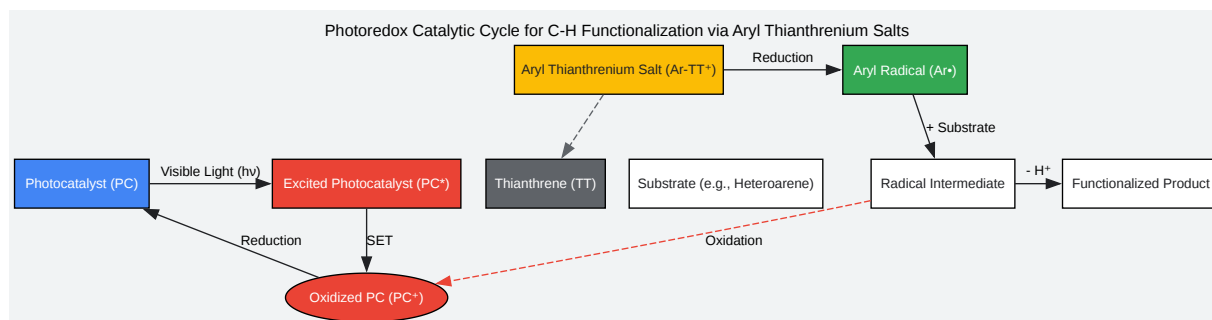 Photoredox Catalytic Cycle for C-H Functionalization via Aryl Thianthrenium Salts
Aryl Thianthrenium Salt (Ar-TT⁺)
Reduction
Aryl Radical (Ar•)
+ Substrate
Photocatalyst (PC)
Visible Light (hν)
Excited Photocatalyst (PC*)
Thianthrene (TT)
Substrate (e.g., Heteroarene)
Radical Intermediate
- H⁺
Functionalized Product
Reduction
SET
Oxidation
Oxidized PC (PC⁺)